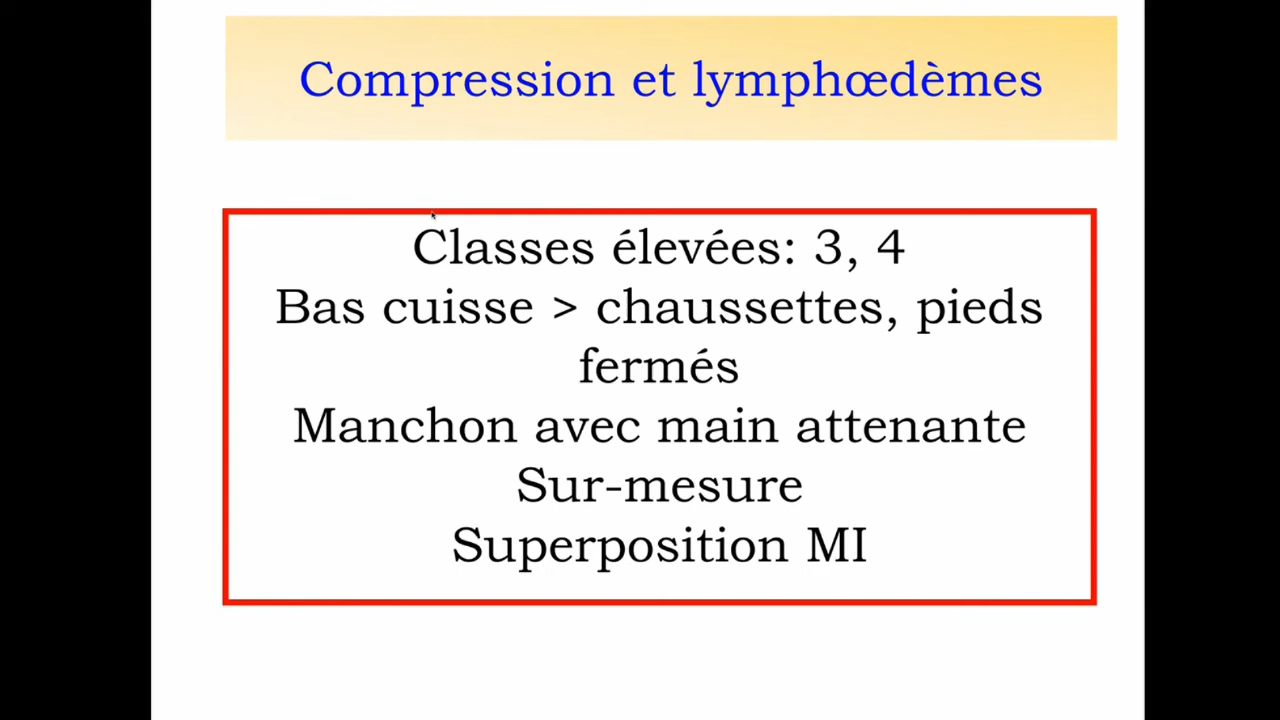 Compression et lymphœdèmes
Classes élevées: 3, 4
Bas cuisse > chaussettes, pieds
fermés
Manchon avec main attenante
Sur-mesure
Superposition MI